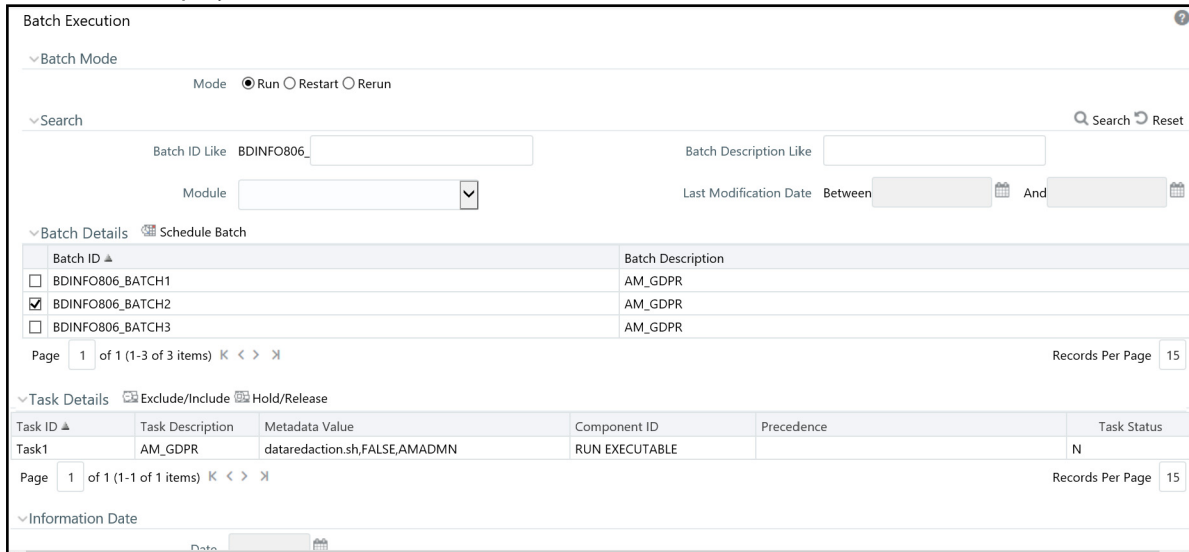 Batch Execution
Batch Mode
Mode Run Restart Rerun
Search Search Reset
Batch ID Like BDINFO806_ Batch Description Like
Module Last Modification Date Between And
Batch Details Schedule Batch
Batch ID Batch Description
BDINFO806_BATCH1 AM_GDPR
BDINFO806_BATCH2 AM_GDPR
BDINFO806_BATCH3 AM_GDPR
Page 1 of 1 (1-3 of 3 items) Records Per Page 15
Task Details Exclude/Include Hold/Release
Task ID Task Description Metadata Value Component ID Precedence Task Status
Task1 AM_GDPR dataredaction.sh,FALSE,AMADMN RUN EXECUTABLE N
Page 1 of 1 (1-1 of 1 items) Records Per Page 15
Information Date
Date